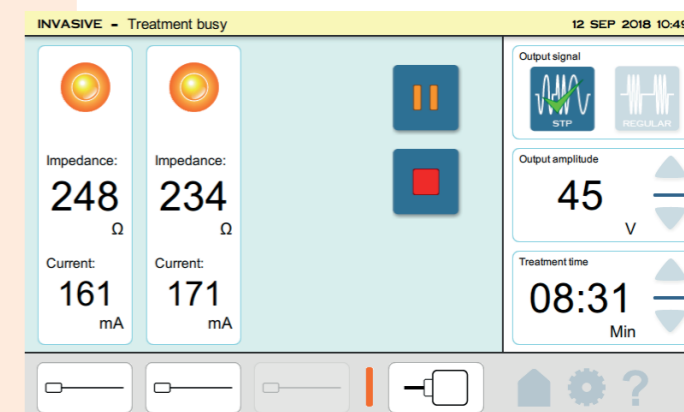 INVASIVE - Treatment busy
12 SEP 2018 10:49
Impedance:
248
Ω
Current:
161
mA
Impedance:
234
Ω
Current:
171
mA
Output signal
STP
REGULAR
Output amplitude
45
V
Treatment time
08:31
Min
?